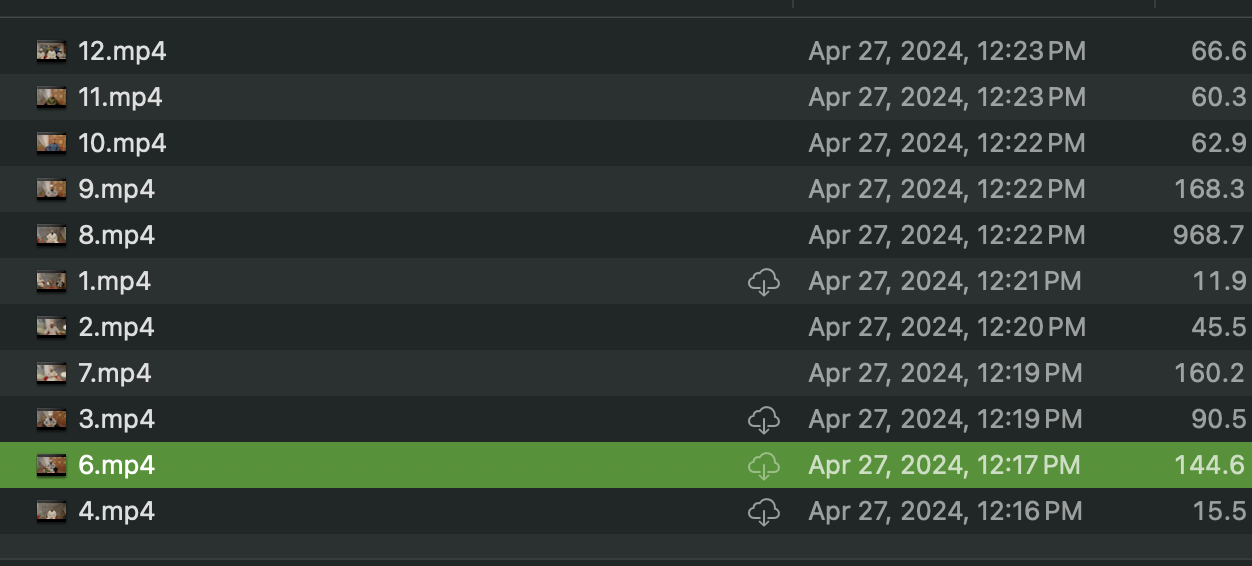 12.mp4 Apr 27, 2024, 12:23 PM 66.6
11.mp4 Apr 27, 2024, 12:23 PM 60.3
10.mp4 Apr 27, 2024, 12:22 PM 62.9
9.mp4 Apr 27, 2024, 12:22 PM 168.3
8.mp4 Apr 27, 2024, 12:22 PM 968.7
1.mp4 Apr 27, 2024, 12:21 PM 11.9
2.mp4 Apr 27, 2024, 12:20 PM 45.5
7.mp4 Apr 27, 2024, 12:19 PM 160.2
3.mp4 Apr 27, 2024, 12:19 PM 90.5
6.mp4 Apr 27, 2024, 12:17 PM 144.6
4.mp4 Apr 27, 2024, 12:16 PM 15.5